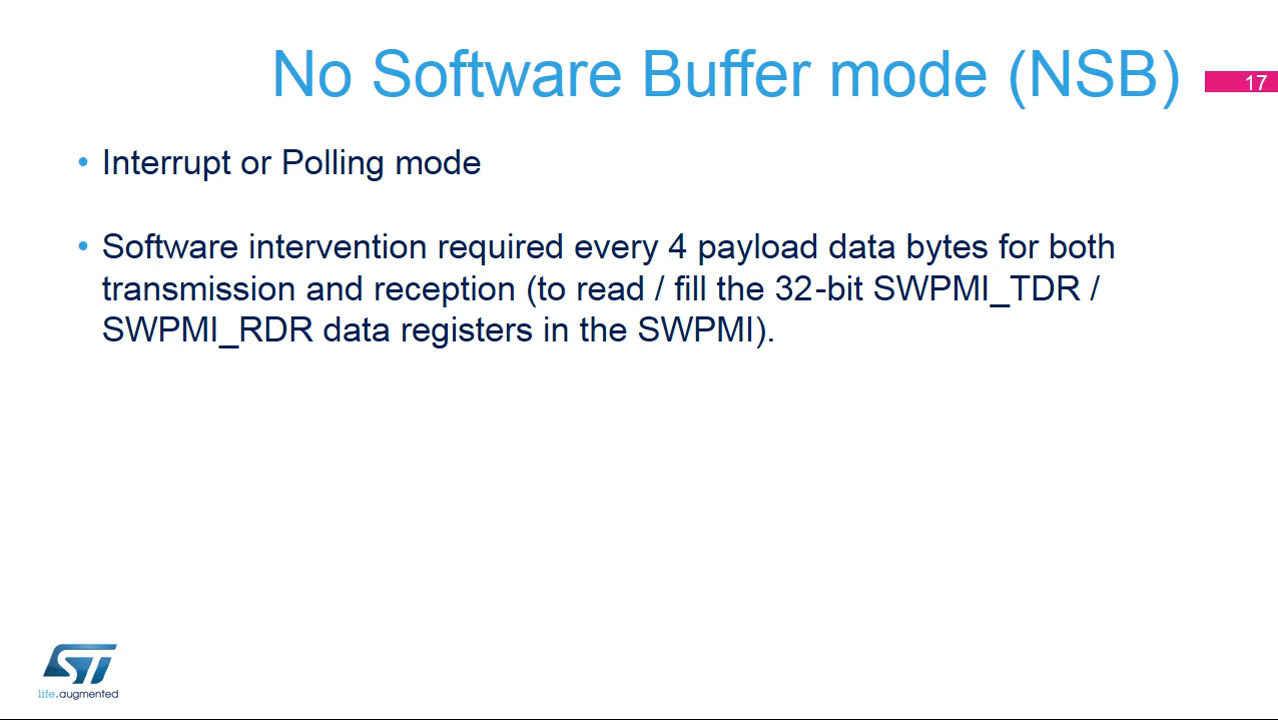 No Software Buffer mode (NSB)
17
• Interrupt or Polling mode
• Software intervention required every 4 payload data bytes for both
transmission and reception (to read / fill the 32-bit SWPMI_TDR /
SWPMI_RDR data registers in the SWPMI).
ST
life.augmented